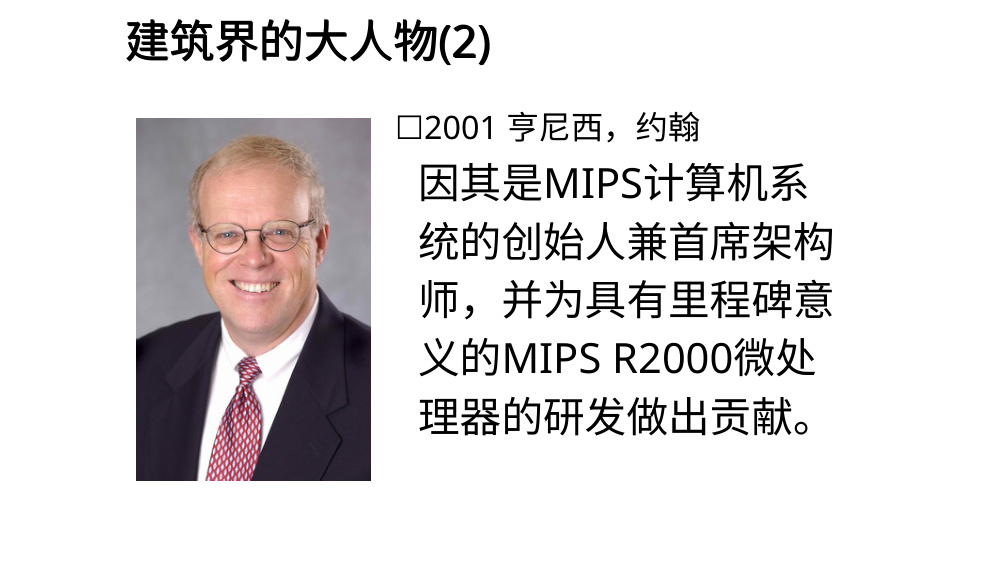 建筑界的大人物(2)
□2001 亨尼西，约翰
因其是MIPS计算机系
统的创始人兼首席架构
师，并为具有里程碑意
义的MIPS R2000微处
理器的研发做出贡献。